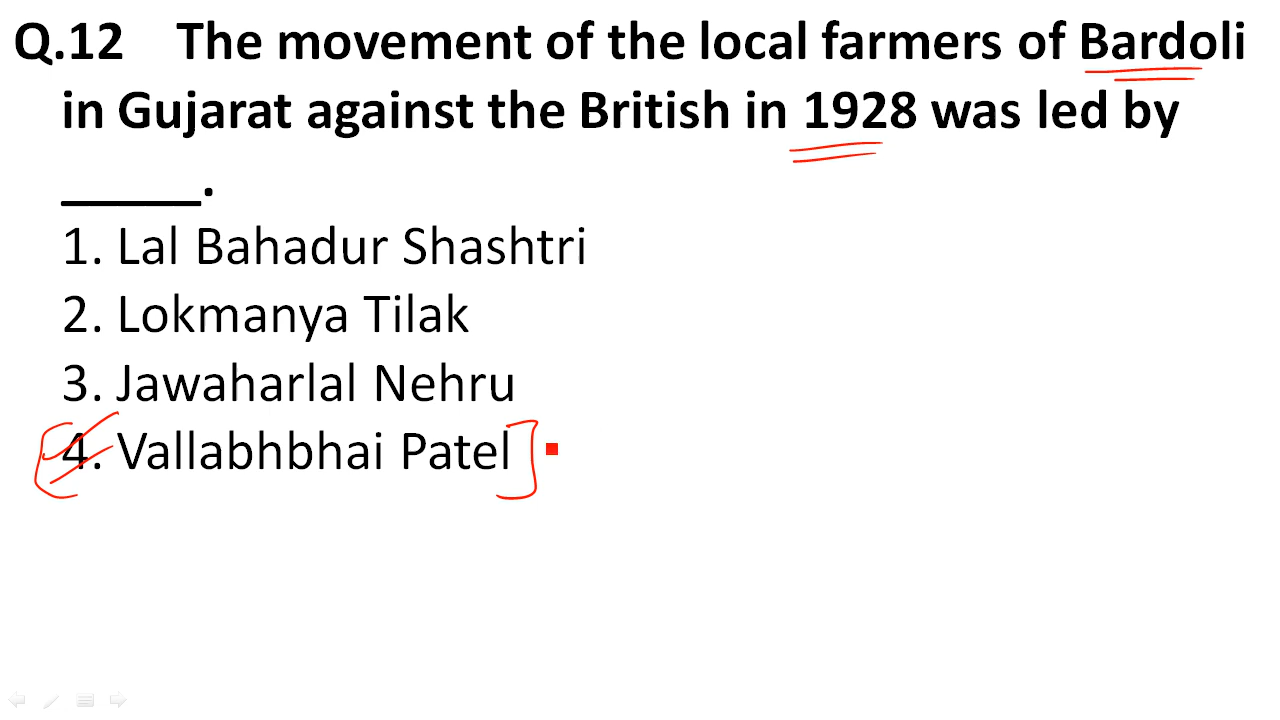 Q.12 The movement of the local farmers of Bardoli
in Gujarat against the British in 1928 was led by
_____.
1. Lal Bahadur Shashtri
2. Lokmanya Tilak
3. Jawaharlal Nehru
4. Vallabhbhai Patel